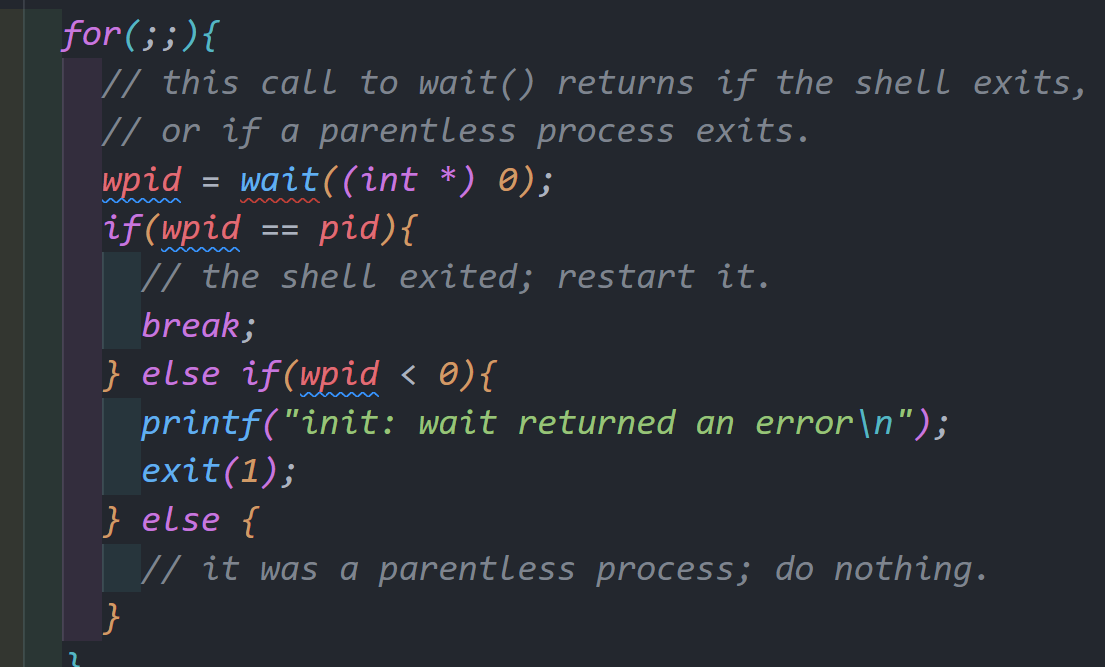 for(;;){
// this call to wait() returns if the shell exits,
// or if a parentless process exits.
wpid = wait((int *) 0);
if(wpid == pid){
// the shell exited; restart it.
break;
} else if(wpid < 0){
printf("init: wait returned an error\n");
exit(1);
} else {
// it was a parentless process; do nothing.
}
}